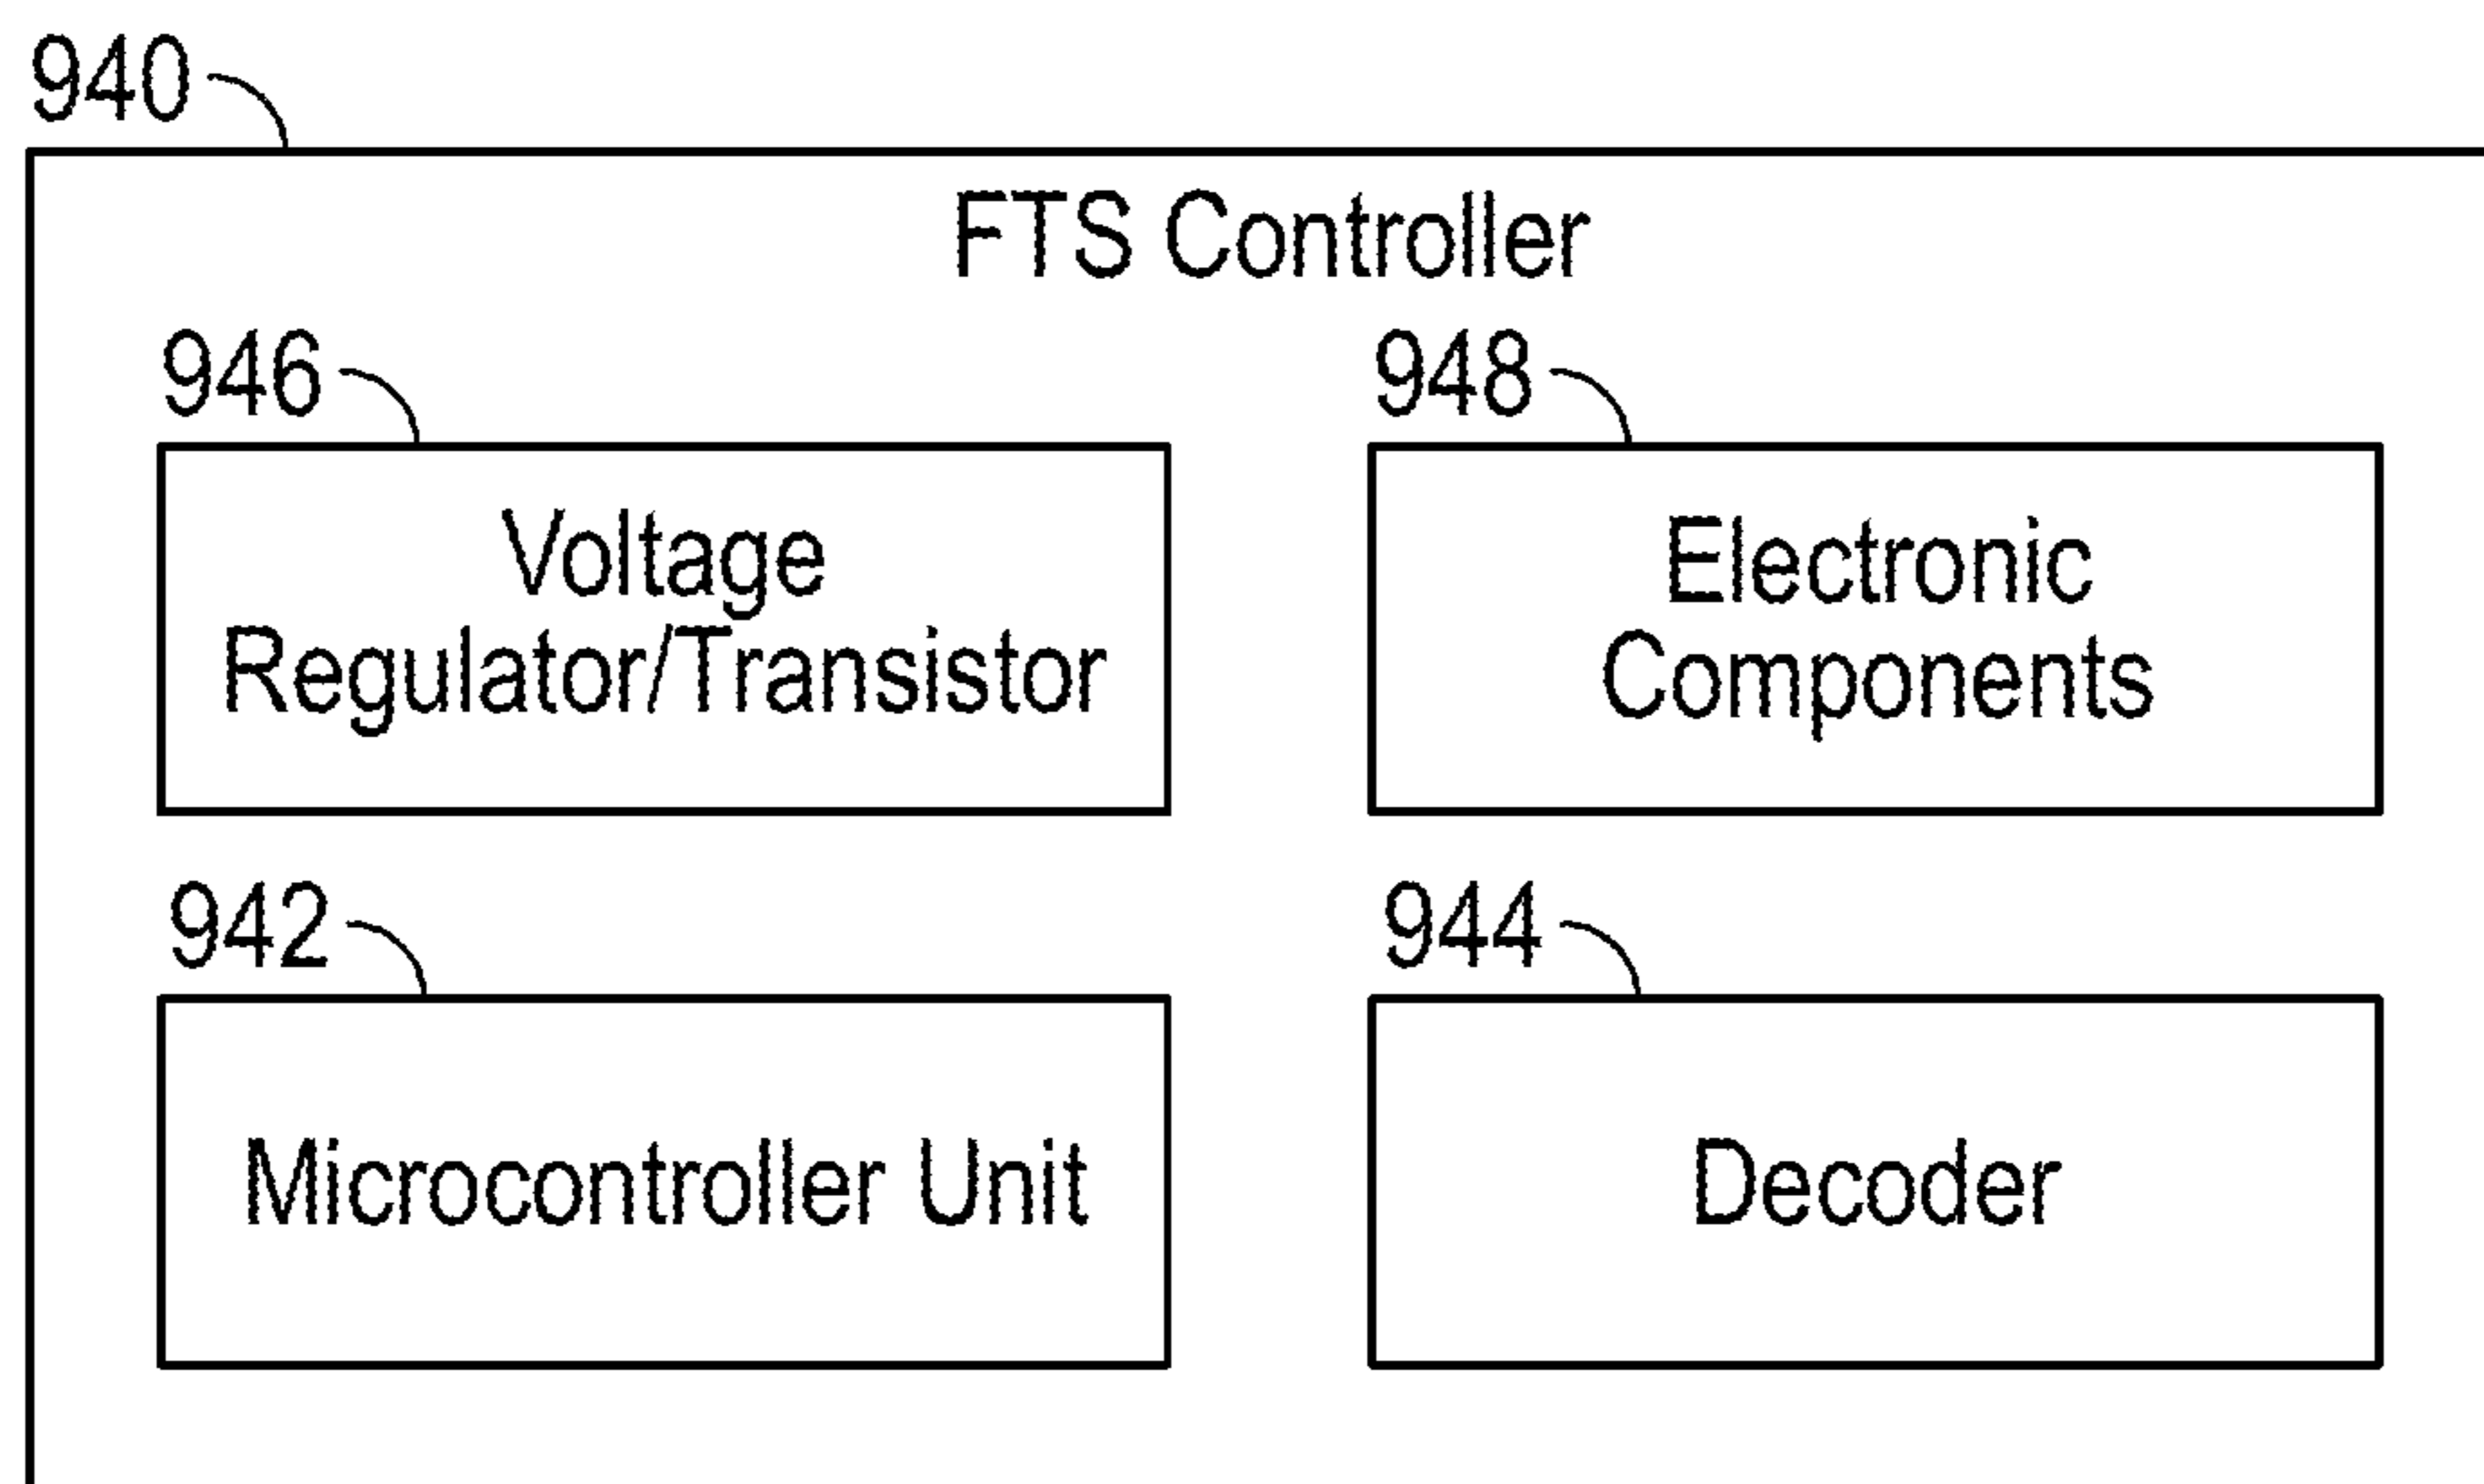 940
FTS Controller
946
Voltage
Regulator/Transistor
948
Electronic
Components
942
Microcontroller Unit
944
Decoder